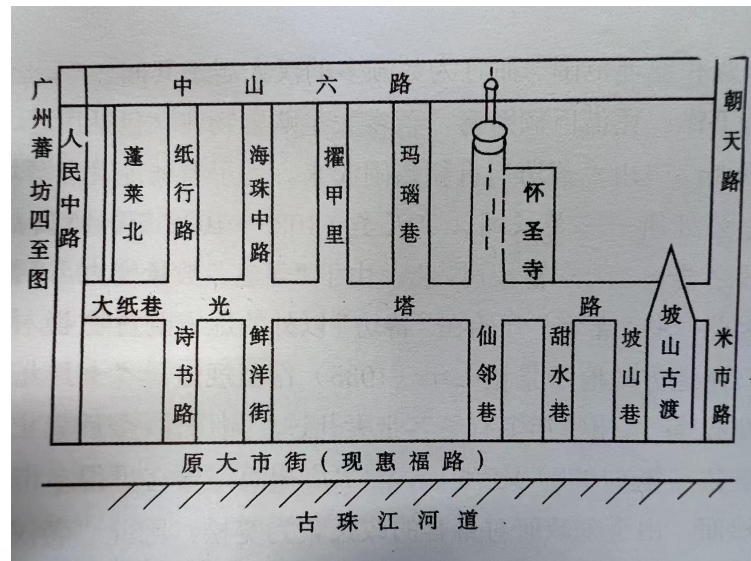 广州蕃坊四至图
中山六路
人民中路
蓬莱北
纸行路
海珠中路
擢甲里
玛瑙巷
怀圣寺
朝天路
大纸巷
光塔路
诗书路
鲜洋街
仙邻巷
甜水巷
坡山巷
坡山古渡
米市路
原大市街(现惠福路)
古珠江河道